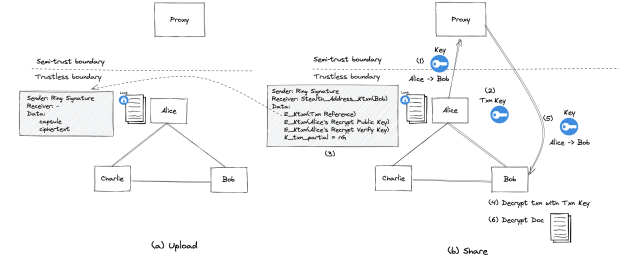 Proxy
Semi-trust boundary
Trustless boundary
Sender: Ring Signature
Receiver: -
Data:
capsule
ciphertext
Alice
Charlie
Bob
(a) Upload
Proxy
Key
(1)
Alice -> Bob
Semi-trust boundary
Trustless boundary
Sender: Ring Signature
Receiver: Stealth_Address_Ktxn(Bob)
Data:
E_Ktxn(Txn Reference)
E_Ktxn(Alice's Recrypt Public Key)
E_Ktxn(Alice's Recrypt Verify Key)
K_txn_partial = rG
(3)
Alice
(2)
Txn Key
(5)
Key
Alice -> Bob
Charlie
Bob
(4) Decrypt txn with Txn Key
(6) Decrypt Doc
(b) Share